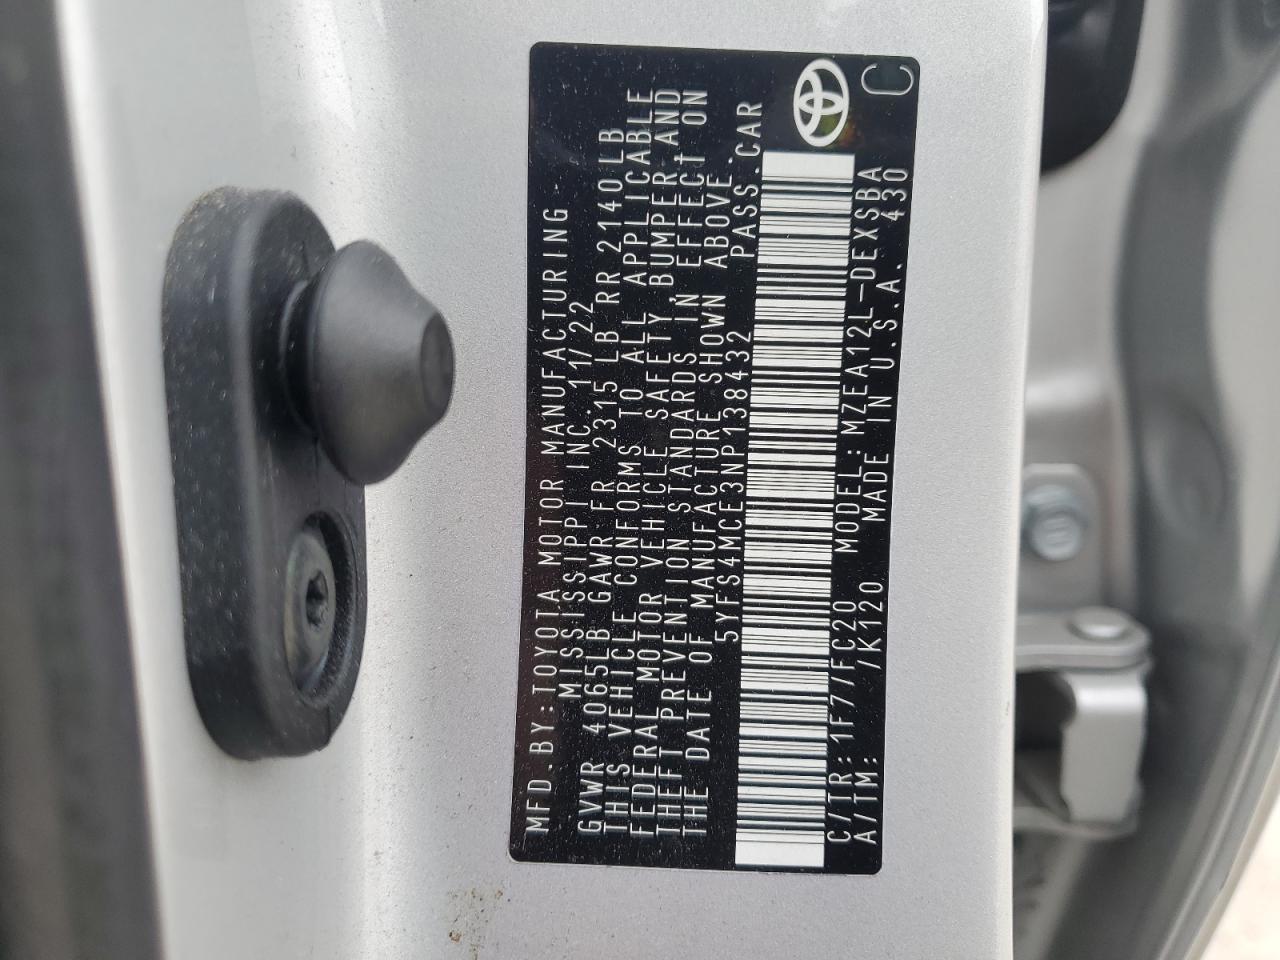 MFD.BY:TOYOTA MOTOR MANUFACTURING
MISSISSIPPI INC. 11/22
GVWR 4065LB GAWR FR 2315 LB RR 2140LB
THIS VEHICLE CONFORMS TO ALL APPLICABLE
FEDERAL MOTOR VEHICLE SAFETY, BUMPER, AND
THEFT PREVENTION STANDARDS IN EFFECT ON
THE DATE OF MANUFACTURE SHOWN ABOVE.
5YFS4MCE3NP138432 PASS.CAR
C/TR:1F7/FC20 MODEL:MZEA12L-DEXSBA
A/TM: /K120 MADE IN U.S.A. 430
C